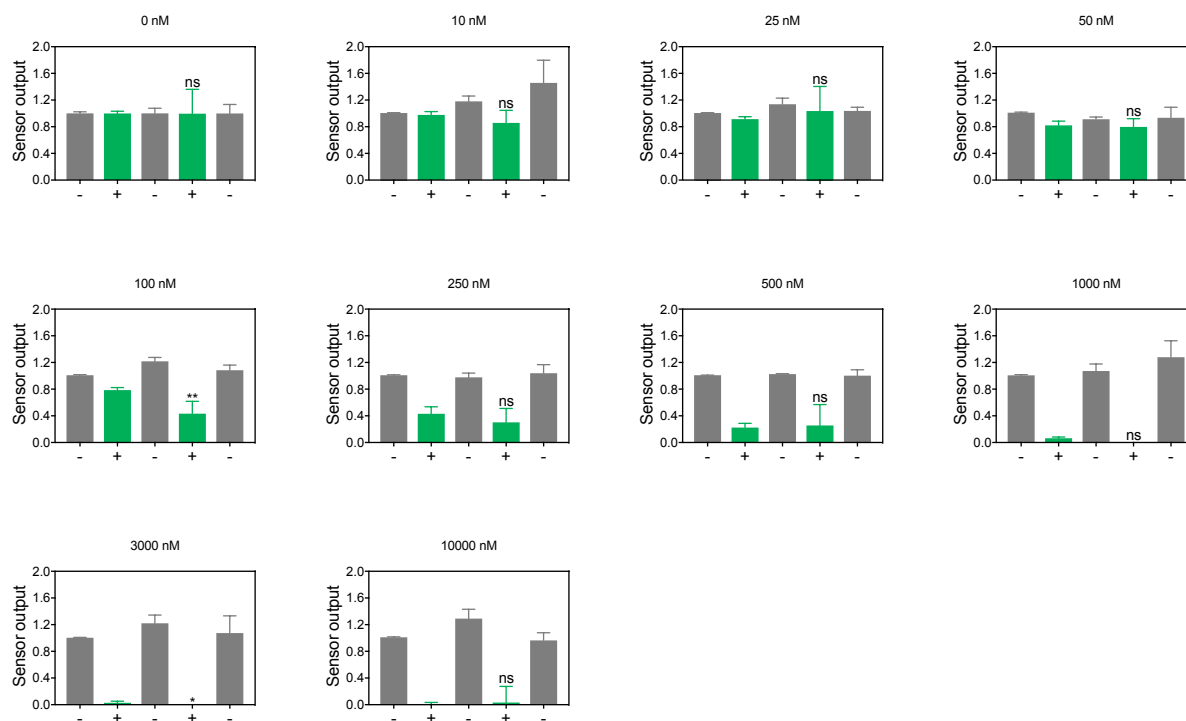 0 nM
Sensor output
2.0
1.6
1.2
0.8
0.4
0.0
ns
- + - + -
10 nM
Sensor output
2.0
1.6
1.2
0.8
0.4
0.0
ns
- + - + -
25 nM
Sensor output
2.0
1.6
1.2
0.8
0.4
0.0
ns
- + - + -
50 nM
Sensor output
2.0
1.6
1.2
0.8
0.4
0.0
ns
- + - + -
100 nM
Sensor output
2.0
1.6
1.2
0.8
0.4
0.0
**
- + - + -
250 nM
Sensor output
2.0
1.6
1.2
0.8
0.4
0.0
ns
- + - + -
500 nM
Sensor output
2.0
1.6
1.2
0.8
0.4
0.0
ns
- + - + -
1000 nM
Sensor output
2.0
1.6
1.2
0.8
0.4
0.0
ns
- + - + -
3000 nM
Sensor output
2.0
1.6
1.2
0.8
0.4
0.0
*
- + - + -
10000 nM
Sensor output
2.0
1.6
1.2
0.8
0.4
0.0
ns
- + - + -